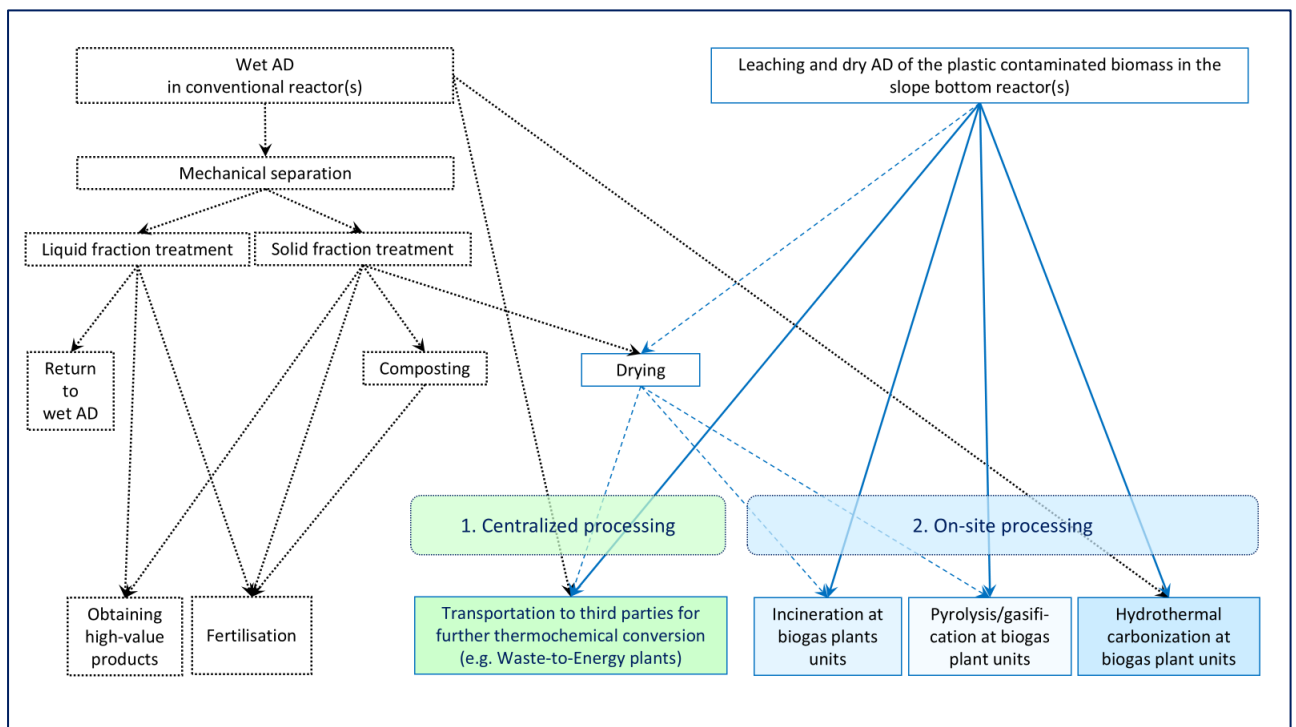 Wet AD
in conventional reactor(s)
Leaching and dry AD of the plastic contaminated biomass in the
slope bottom reactor(s)
Mechanical separation
Liquid fraction treatment
Solid fraction treatment
Return
to
wet AD
Composting
Drying
1. Centralized processing
2. On-site processing
Obtaining
high-value
products
Fertilisation
Transportation to third parties for
further thermochemical conversion
(e.g. Waste-to-Energy plants)
Incineration at
biogas plants
units
Pyrolysis/gasifi-
cation at biogas
plant units
Hydrothermal
carbonization at
biogas plant units